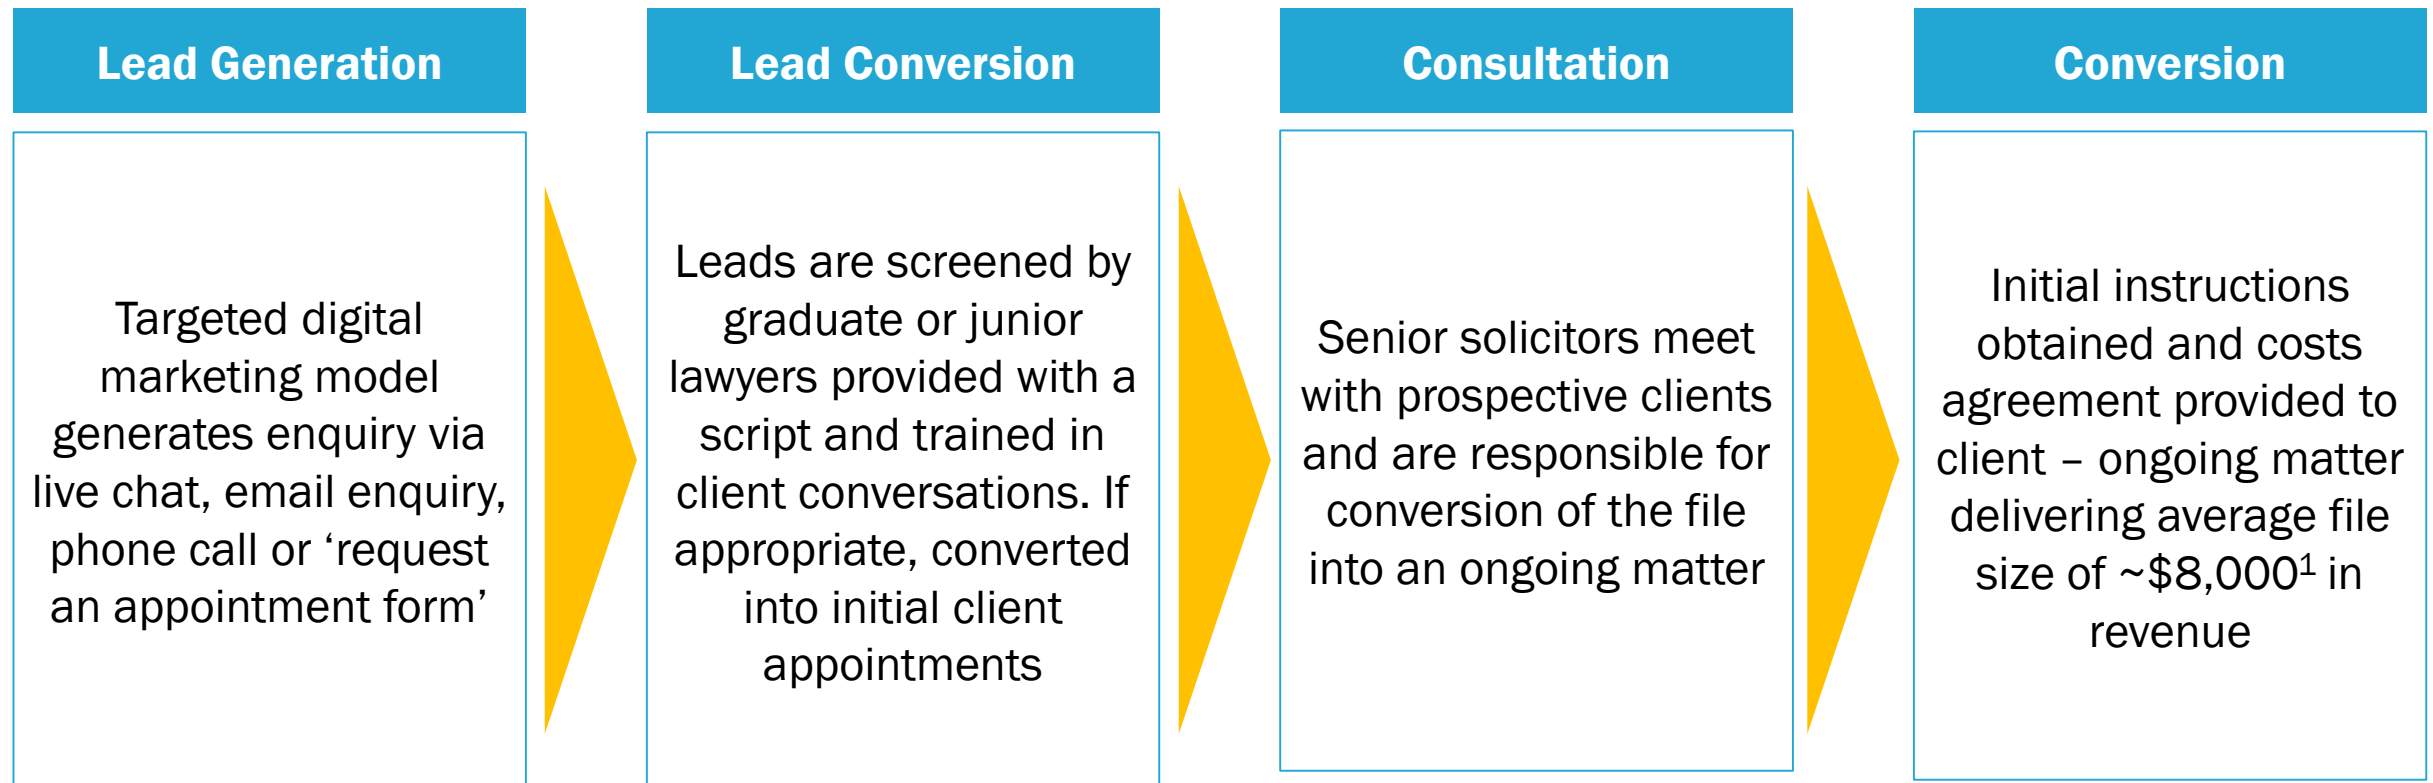 Lead Generation
Targeted digital
marketing model
generates enquiry via
live chat, email enquiry,
phone call or ‘request
an appointment form’
Lead Conversion
Leads are screened by
graduate or junior
lawyers provided with a
script and trained in
client conversations. If
appropriate, converted
into initial client
appointments
Consultation
Senior solicitors meet
with prospective clients
and are responsible for
conversion of the file
into an ongoing matter
Conversion
Initial instructions
obtained and costs
agreement provided to
client – ongoing matter
delivering average file
size of ~$8,000¹ in
revenue